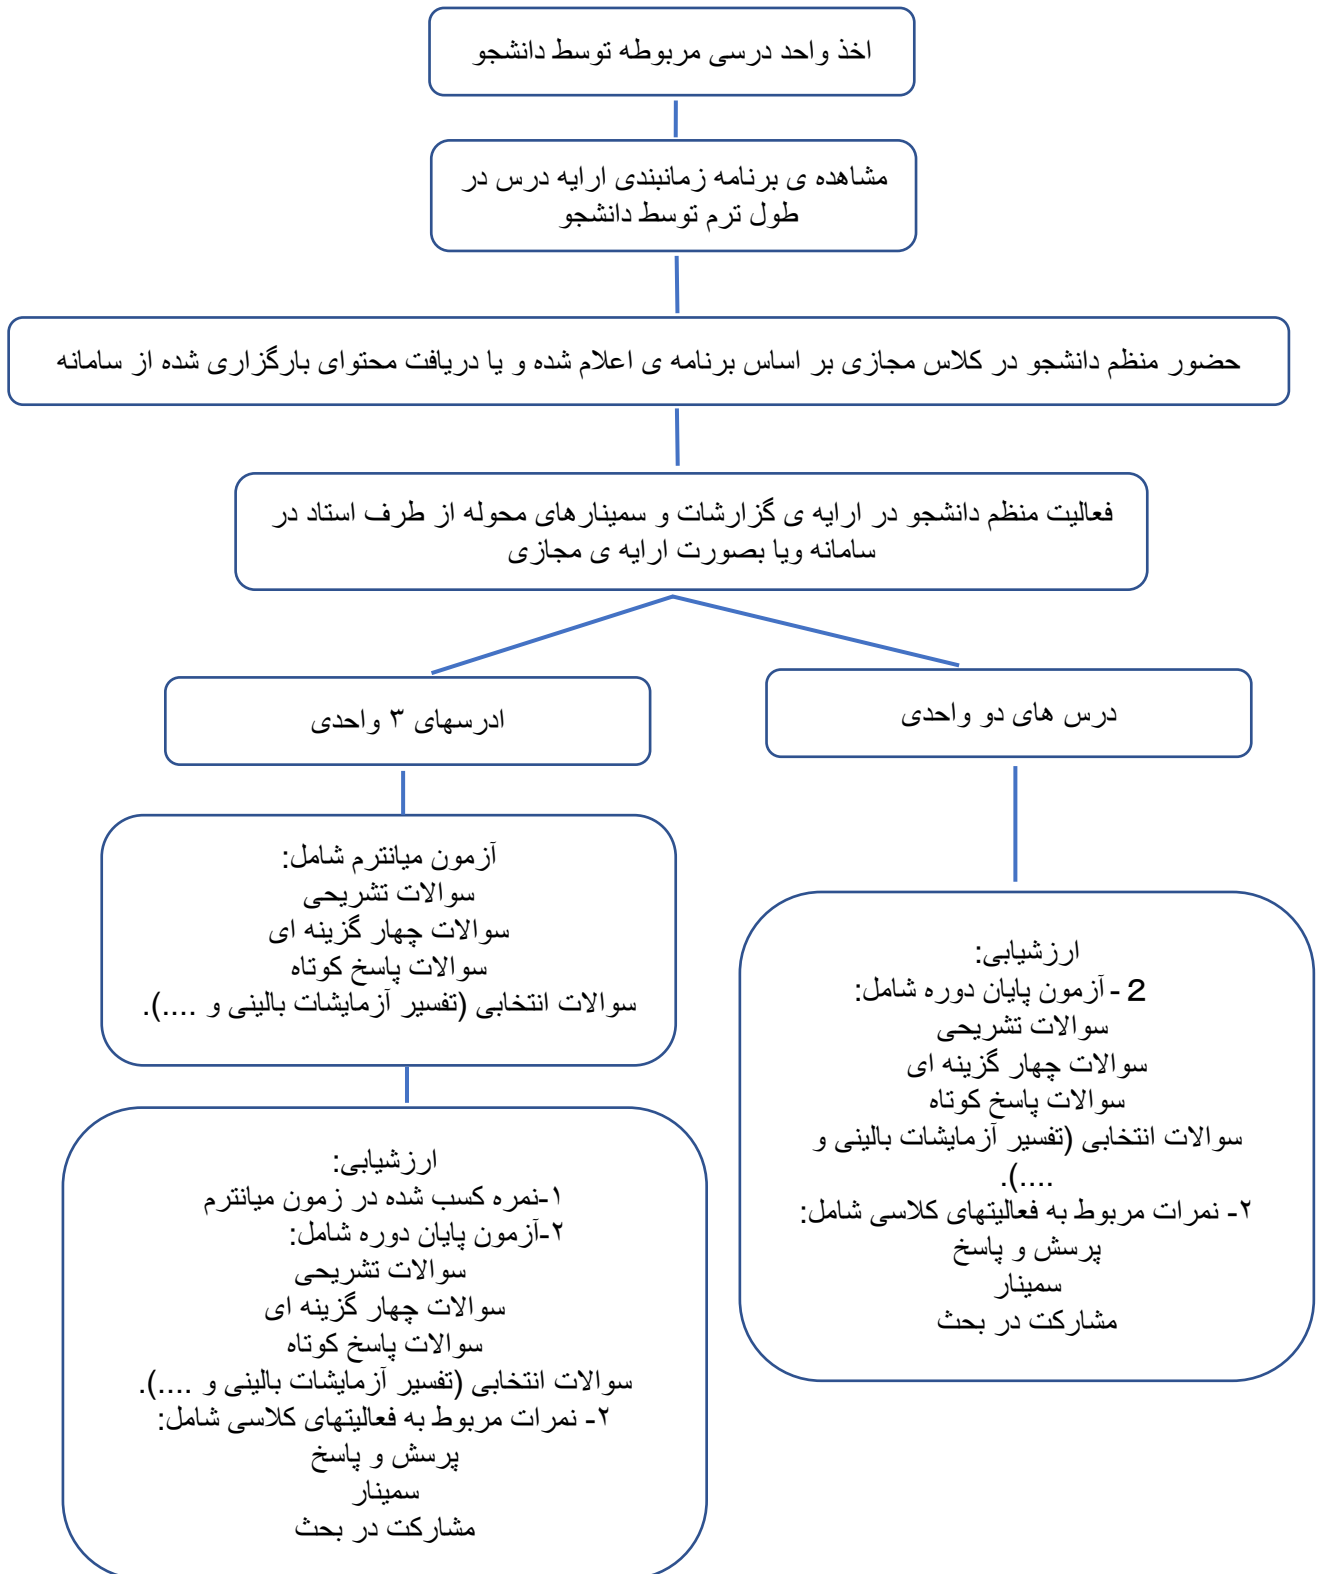 اخذ واحد درسی مربوطه توسط دانشجو
مشاهده ی برنامه زمانبندی ارایه درس در
طول ترم توسط دانشجو
حضور منظم دانشجو در کلاس مجازی بر اساس برنامه ی اعلام شده و یا دریافت محتوای بارگزاری شده از سامانه
فعالیت منظم دانشجو در ارایه ی گزارشات و سمینارهای محوله از طرف استاد در
سامانه ویا بصورت ارایه ی مجازی
درس های دو واحدی
ارزشیابی:
2 - آزمون پایان دوره شامل:
سوالات تشریحی
سوالات چهار گزینه ای
سوالات پاسخ کوتاه
سوالات انتخابی (تفسیر آزمایشات بالینی و
....).
۲- نمرات مربوط به فعالیتهای کلاسی شامل:
پرسش و پاسخ
سمینار
مشارکت در بحث
ادرسهای ۳ واحدی
آزمون میانترم شامل:
سوالات تشریحی
سوالات چهار گزینه ای
سوالات پاسخ کوتاه
سوالات انتخابی (تفسیر آزمایشات بالینی و ....).
ارزشیابی:
۱-نمره کسب شده در زمون میانترم
۲-آزمون پایان دوره شامل:
سوالات تشریحی
سوالات چهار گزینه ای
سوالات پاسخ کوتاه
سوالات انتخابی (تفسیر آزمایشات بالینی و ....).
۲- نمرات مربوط به فعالیتهای کلاسی شامل:
پرسش و پاسخ
سمینار
مشارکت در بحث